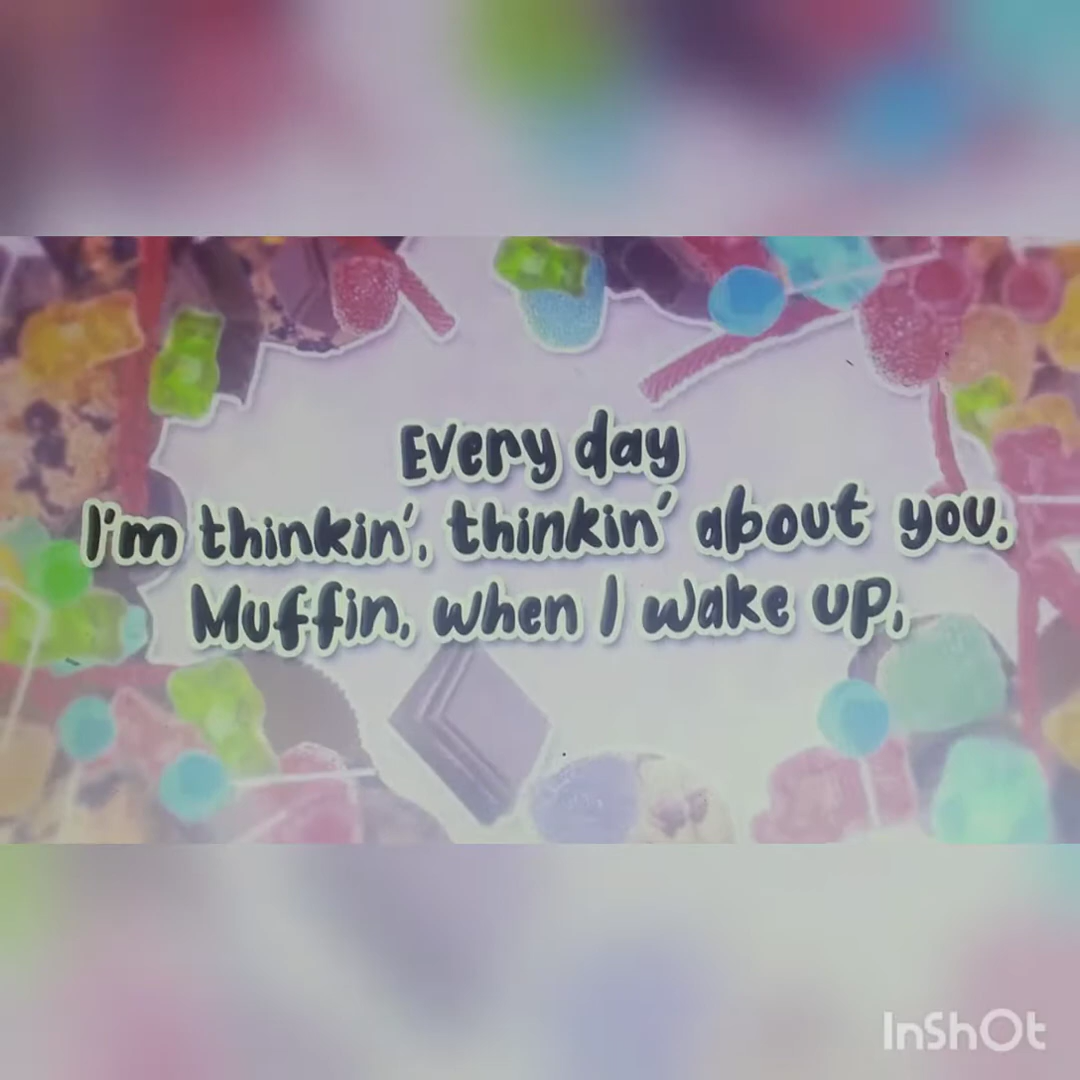 Every day
I'm thinkin', thinkin' about you,
Muffin, when I wake up,
InShOt